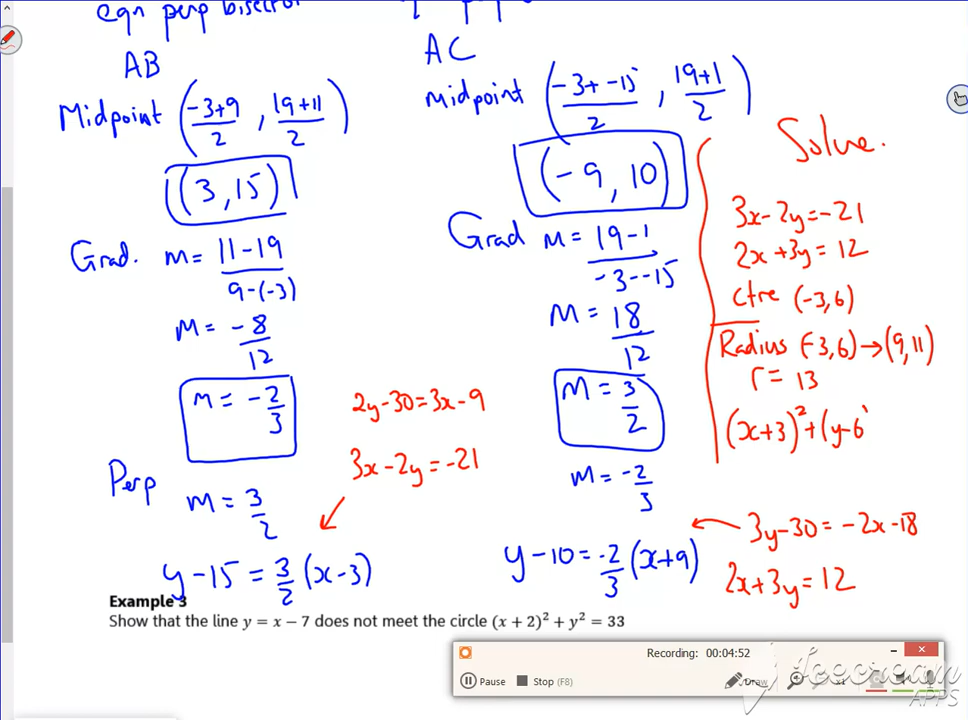 eqn perp bisector
AB
Midpoint (-3+9/2 , 19+11/2)
(3,15)
Grad. m = 11-19/9-(-3)
m = -8/12
m = -2/3
Perp m = 3/2
y-15 = 3/2 (x-3)
2y-30=3x-9
3x-2y=-21
AC
midpoint (-3+-15/2 , 19+1/2)
(-9,10)
Grad m = 19-1/-3--15
m = 18/12
m = 3/2
m = -2/3
y-10 = -2/3 (x+9)
3y-30 = -2x-18
2x+3y = 12
Solve.
3x-2y=-21
2x+3y=12
Ctre (-3,6)
Radius (-3,6)→(9,11)
r = 13
(x+3)²+(y-6
Example 3
Show that the line y = x − 7 does not meet the circle (x + 2)² + y² = 33
Recording: 00:04:52
Pause Stop (F8) Draw x1
Icecream
APPS